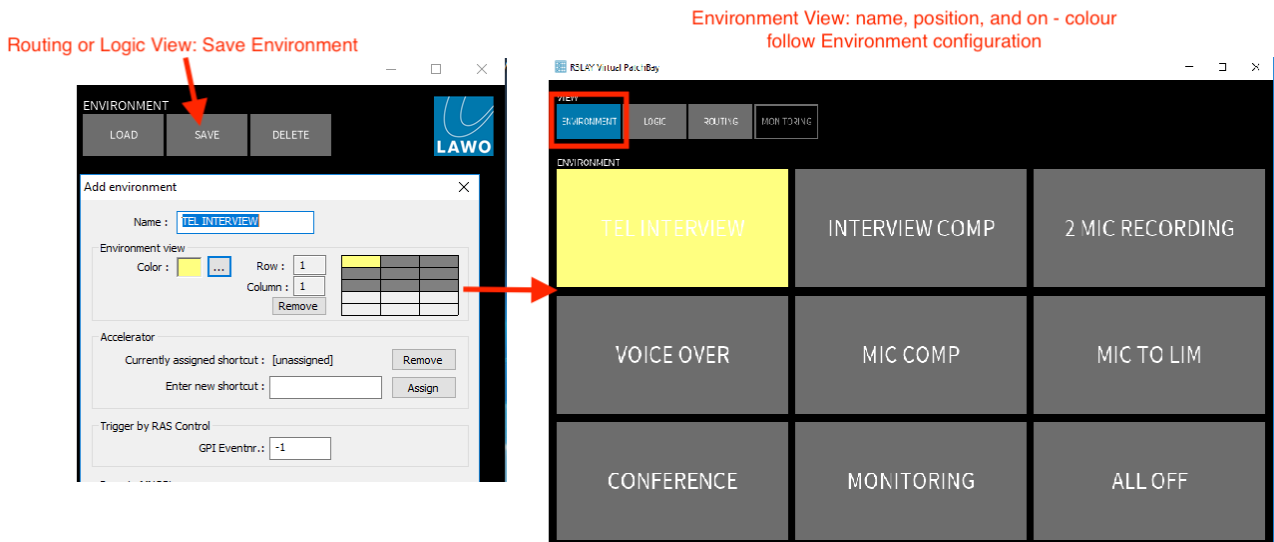 Environment View: name, position, and on - colour
follow Environment configuration
Routing or Logic View: Save Environment
ENVIRONMENT
LOAD SAVE DELETE
LAWO
Add environment
Name : TEL INTERVIEW
Environment view
Color : ... Row : 1
Column : 1
Remove
Accelerator
Currently assigned shortcut : [unassigned] Remove
Enter new shortcut : Assign
Trigger by RAS Control
GPI Eventnr.: -1
R3LAY Virtual PatchBay
VIEW
ENVIRONMENT LOGIC ROUTING MONITORING
ENVIRONMENT
TEL INTERVIEW INTERVIEW COMP 2 MIC RECORDING
VOICE OVER MIC COMP MIC TO LIM
CONFERENCE MONITORING ALL OFF